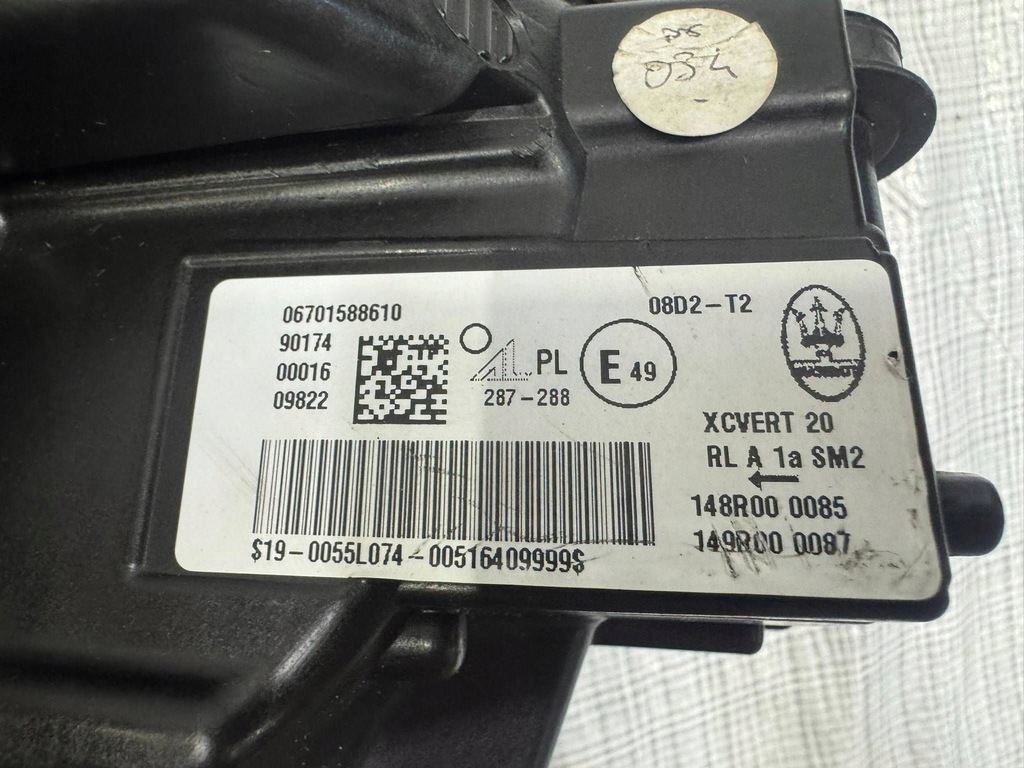 034
06701588610
90174
00016
09822
AL PL
287-288
E 49
08D2-T2
XCVERT 20
RL A 1a SM2
148R00 0085
149R00 0087
$19-0055L074-00516409999$